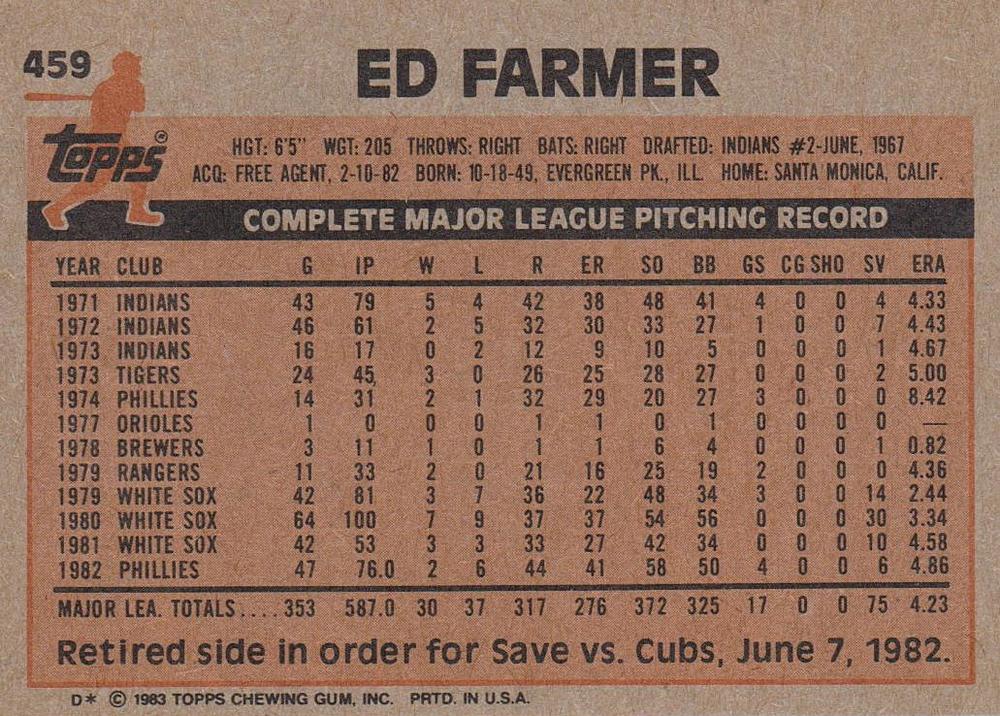 459
ED FARMER
topps®
HGT: 6'5" WGT: 205 THROWS: RIGHT BATS: RIGHT DRAFTED: INDIANS #2-JUNE, 1967
ACQ: FREE AGENT, 2-10-82 BORN: 10-18-49, EVERGREEN PK., ILL. HOME: SANTA MONICA, CALIF.
COMPLETE MAJOR LEAGUE PITCHING RECORD
YEAR CLUB G IP W L R ER SO BB GS CG SHO SV ERA
1971 INDIANS 43 79 5 4 42 38 48 41 4 0 0 4 4.33
1972 INDIANS 46 61 2 5 32 30 33 27 1 0 0 7 4.43
1973 INDIANS 16 17 0 2 12 9 10 5 0 0 0 1 4.67
1973 TIGERS 24 45 3 0 26 25 28 27 0 0 0 2 5.00
1974 PHILLIES 14 31 2 1 32 29 20 27 3 0 0 0 8.42
1977 ORIOLES 1 0 0 0 1 1 0 1 0 0 0 0 —
1978 BREWERS 3 11 1 0 1 1 6 4 0 0 0 1 0.82
1979 RANGERS 11 33 2 0 21 16 25 19 2 0 0 0 4.36
1979 WHITE SOX 42 81 3 7 36 22 48 34 3 0 0 14 2.44
1980 WHITE SOX 64 100 7 9 37 37 54 56 0 0 0 30 3.34
1981 WHITE SOX 42 53 3 3 33 27 42 34 0 0 0 10 4.58
1982 PHILLIES 47 76.0 2 6 44 41 58 50 4 0 0 6 4.86
MAJOR LEA. TOTALS.... 353 587.0 30 37 317 276 372 325 17 0 0 75 4.23
Retired side in order for Save vs. Cubs, June 7, 1982.
D* © 1983 TOPPS CHEWING GUM, INC. PRTD. IN U.S.A.